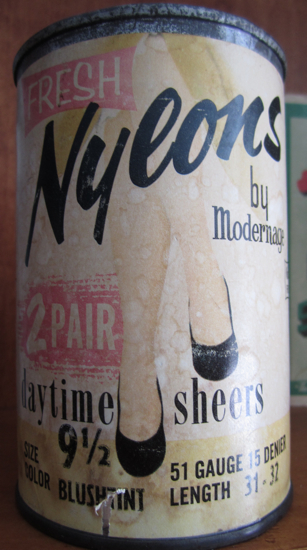 FRESH
Nylons
by
Modernage
2 PAIR
daytime sheers
SIZE 9½
COLOR BLUSHTINT
51 GAUGE 15 DENIER
LENGTH 31-32